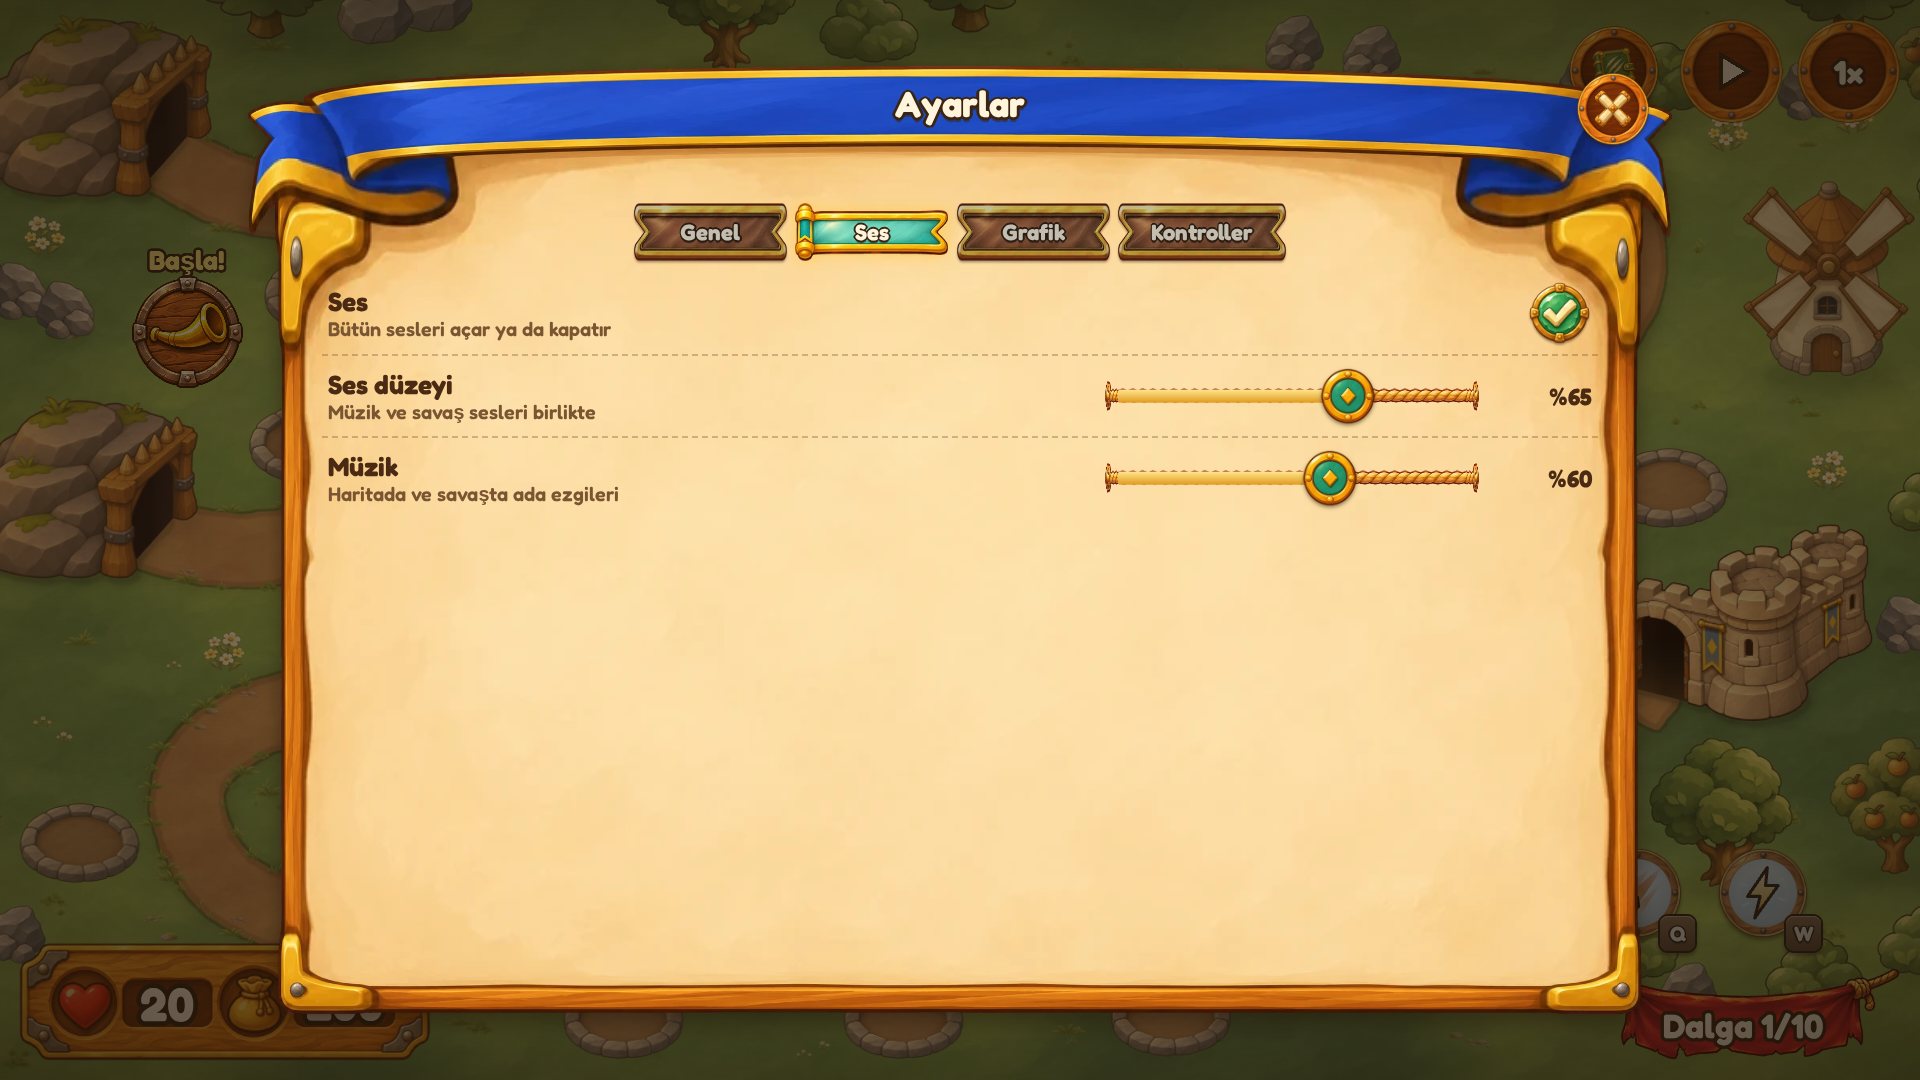 Ayarlar
1x
Genel
Ses
Grafik
Kontroller
Başla!
Ses
Bütün sesleri açar ya da kapatır
Ses düzeyi
Müzik ve savaş sesleri birlikte
%65
Müzik
Haritada ve savaşta ada ezgileri
%60
Q
W
20
Dalga 1/10